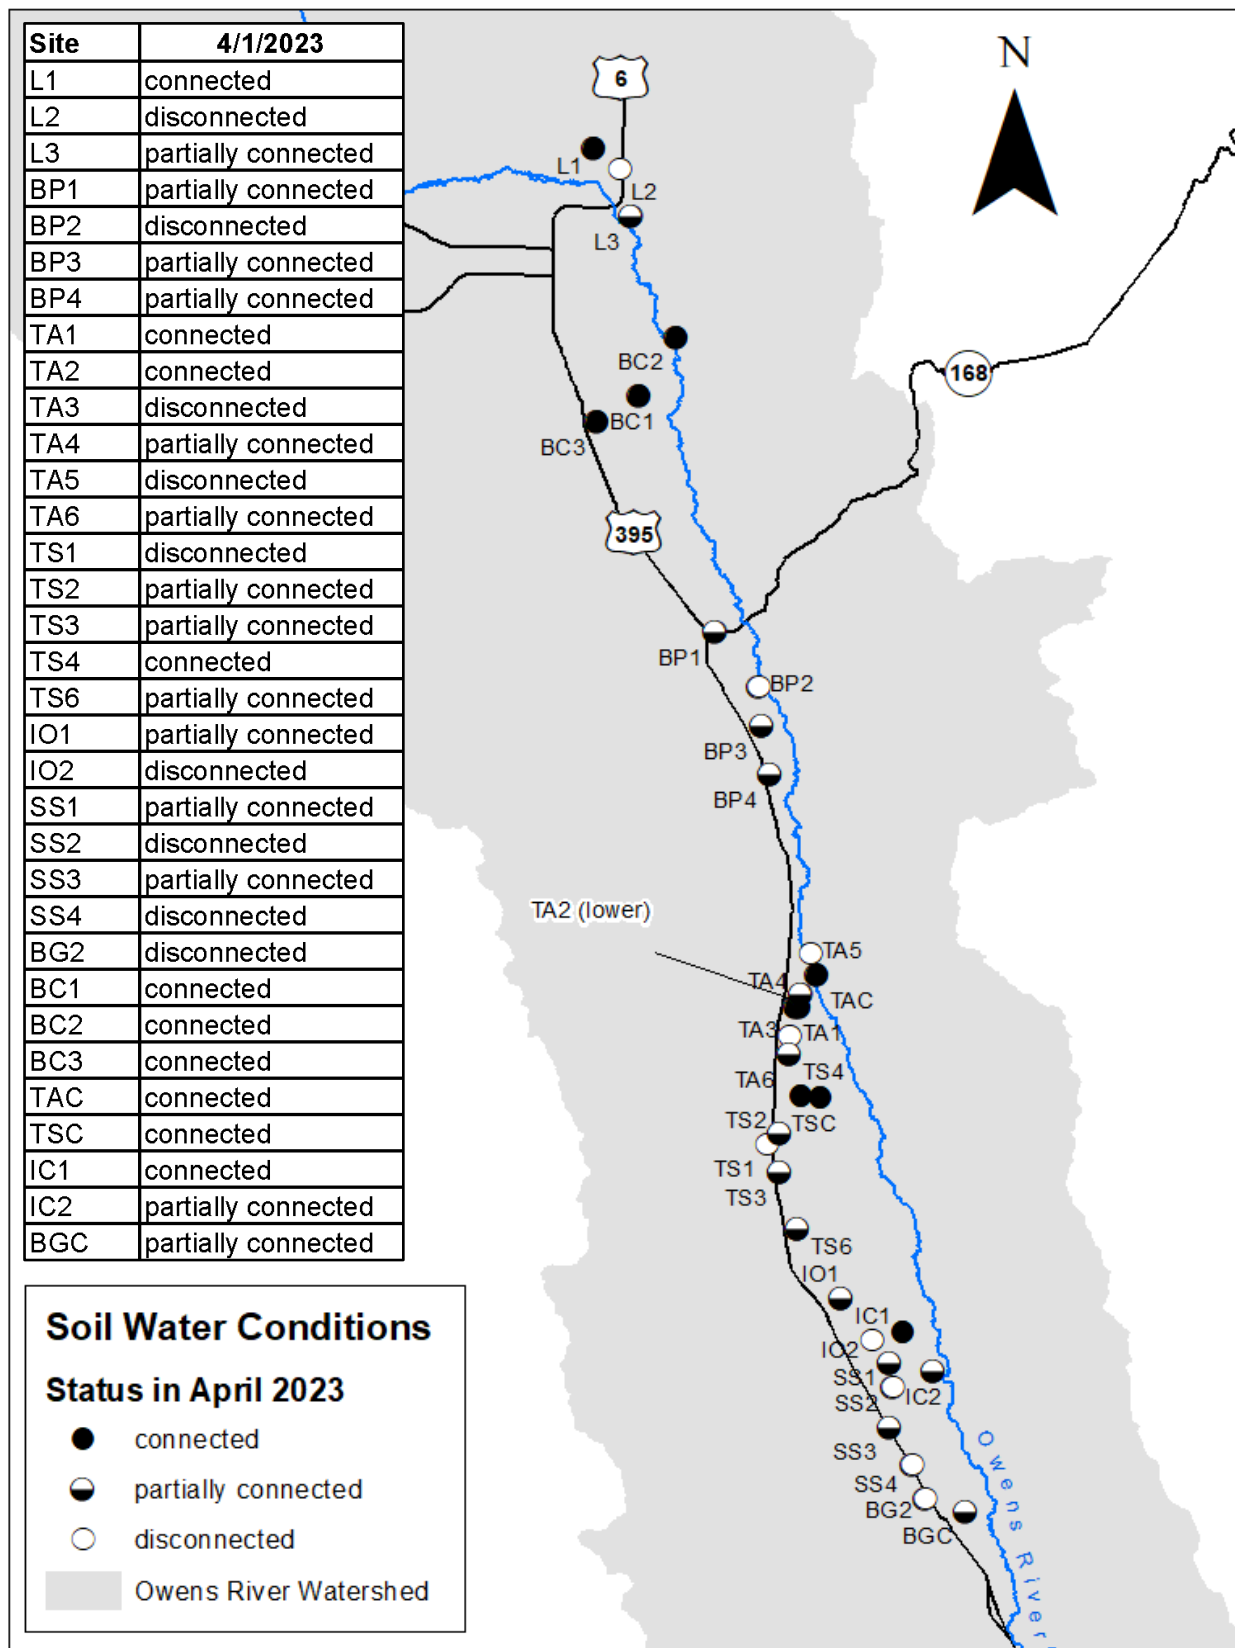 Site 4/1/2023
L1 connected
L2 disconnected
L3 partially connected
BP1 partially connected
BP2 disconnected
BP3 partially connected
BP4 partially connected
TA1 connected
TA2 connected
TA3 disconnected
TA4 partially connected
TA5 disconnected
TA6 partially connected
TS1 disconnected
TS2 partially connected
TS3 partially connected
TS4 connected
TS6 partially connected
IO1 partially connected
IO2 disconnected
SS1 partially connected
SS2 disconnected
SS3 partially connected
SS4 disconnected
BG2 disconnected
BC1 connected
BC2 connected
BC3 connected
TAC connected
TSC connected
IC1 connected
IC2 partially connected
BGC partially connected
Soil Water Conditions
Status in April 2023
connected
partially connected
disconnected
Owens River Watershed
N
6
L1
L2
L3
BC2
168
BC1
BC3
395
BP1
BP2
BP3
BP4
TA2 (lower)
TA5
TA4
TAC
TA3
TA1
TS4
TA6
TS2
TSC
TS1
TS3
TS6
IO1
IC1
IO2
SS1
IC2
SS2
SS3
SS4
BG2
BGC
Owens River